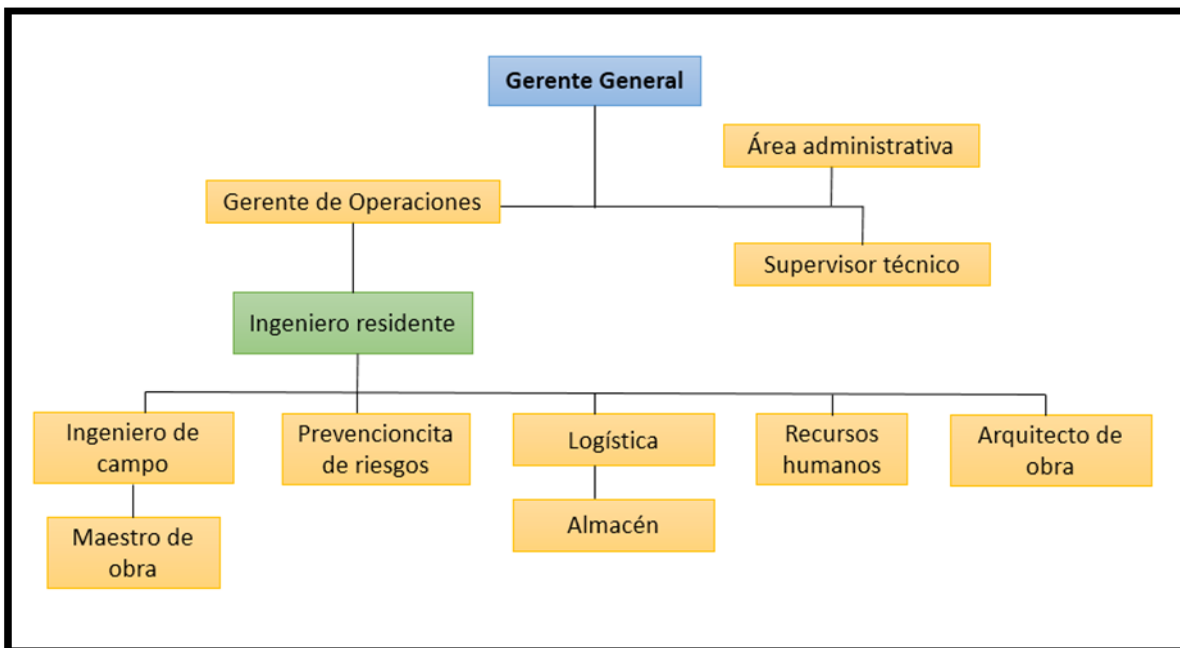 Gerente General
Área administrativa
Gerente de Operaciones
Supervisor técnico
Ingeniero residente
Ingeniero de
campo
Prevencioncita
de riesgos
Logística
Recursos
humanos
Arquitecto de
obra
Maestro de
obra
Almacén